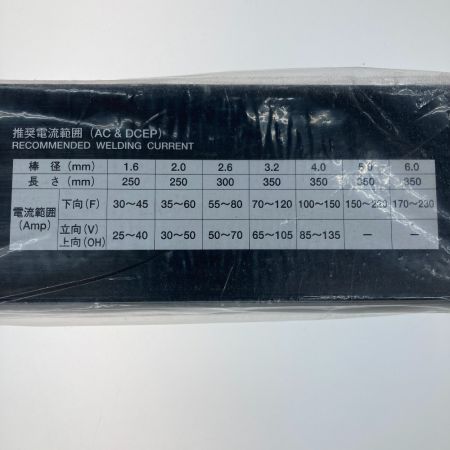 推奨電流範囲（AC & DCEP）
RECOMMENDED WELDING CURRENT
棒 径 (mm) 1.6 2.0 2.6 3.2 4.0 5.0 6.0
長 さ (mm) 250 250 300 350 350 350 350
電流範囲 (Amp) 下向(F) 30～45 35～60 55～80 70～120 100～150 150～220 170～230
立向(V) 上向(OH) 25～40 30～50 50～70 65～105 85～135 － －